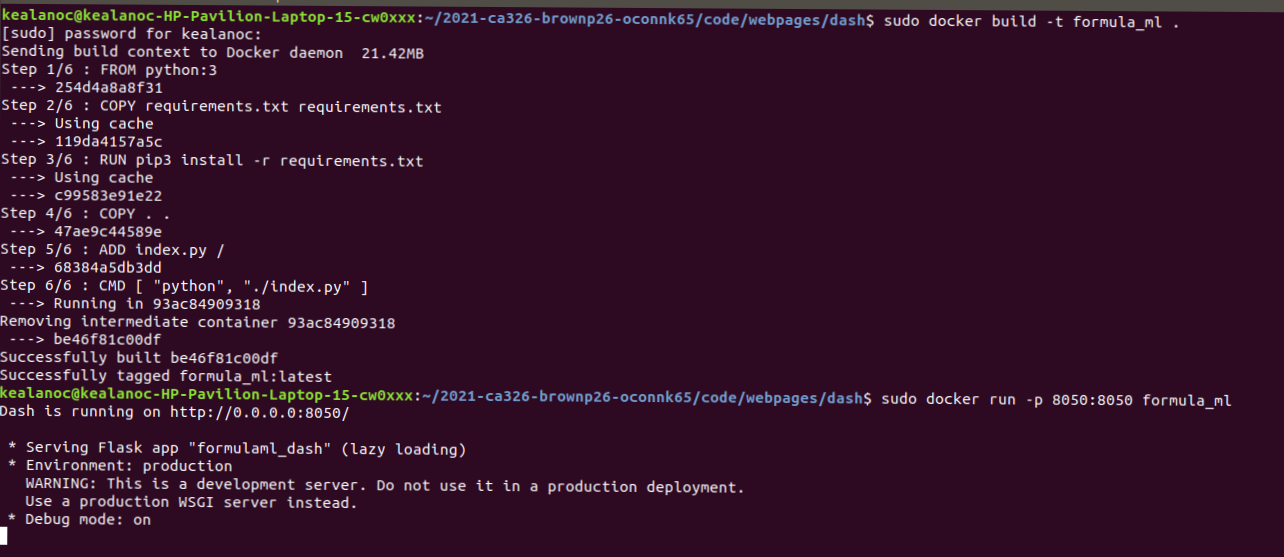 kealanoc@kealanoc-HP-Pavilion-Laptop-15-cw0xxx:~/2021-ca326-brownp26-oconnk65/code/webpages/dash$ sudo docker build -t formula_ml .
[sudo] password for kealanoc:
Sending build context to Docker daemon  21.42MB
Step 1/6 : FROM python:3
 ---> 254d4a8a8f31
Step 2/6 : COPY requirements.txt requirements.txt
 ---> Using cache
 ---> 119da4157a5c
Step 3/6 : RUN pip3 install -r requirements.txt
 ---> Using cache
 ---> c99583e91e22
Step 4/6 : COPY . .
 ---> 47ae9c44589e
Step 5/6 : ADD index.py /
 ---> 68384a5db3dd
Step 6/6 : CMD [ "python", "./index.py" ]
 ---> Running in 93ac84909318
Removing intermediate container 93ac84909318
 ---> be46f81c00df
Successfully built be46f81c00df
Successfully tagged formula_ml:latest
kealanoc@kealanoc-HP-Pavilion-Laptop-15-cw0xxx:~/2021-ca326-brownp26-oconnk65/code/webpages/dash$ sudo docker run -p 8050:8050 formula_ml
Dash is running on http://0.0.0.0:8050/
 * Serving Flask app "formulaml_dash" (lazy loading)
 * Environment: production
   WARNING: This is a development server. Do not use it in a production deployment.
   Use a production WSGI server instead.
 * Debug mode: on